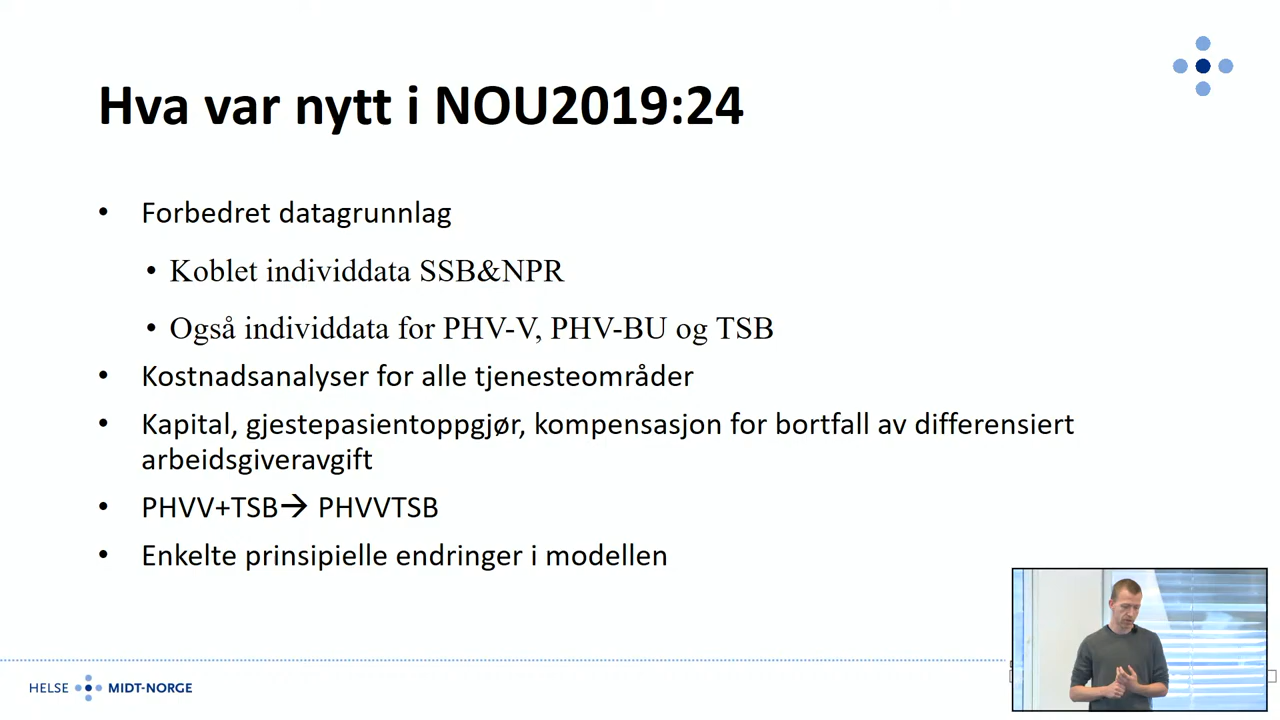 Hva var nytt i NOU2019:24
• Forbedret datagrunnlag
• Koblet individdata SSB&NPR
• Også individdata for PHV-V, PHV-BU og TSB
• Kostnadsanalyser for alle tjenesteområder
• Kapital, gjestepasientoppgjør, kompensasjon for bortfall av differensiert
arbeidsgiveravgift
• PHVV+TSB→ PHVVTSB
• Enkelte prinsipielle endringer i modellen
HELSE MIDT-NORGE